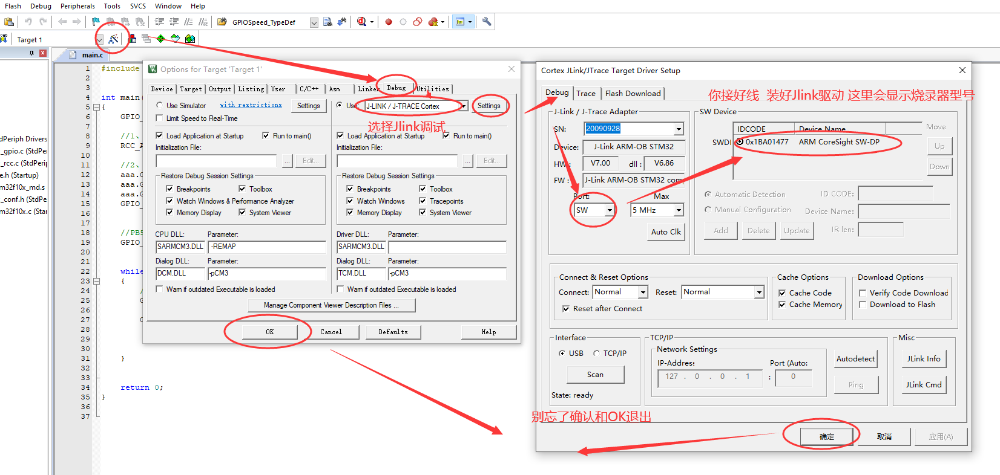 Flash Debug Peripherals Tools SVCS Window Help
GPIOSpeed_TypeDef
Target 1
main.c
dPeriph Drivers
_gpio.c (StdPeri
_rcc.c (StdPerip
e.h (Startup)
m32f10x_md.s
_conf.h (StdPe
m32f10x.c (Star
1 #include
2
3
4 int main(
5 {
6 GPIO_
7
8 //1、
9 RCC_A
10
11 //2、
12 aaa.G
13 aaa.G
14 aaa.G
15 GPIO_
16
17
18 //PB5
19 GPIO_
20
21
22 while
23 {
24 /
25 G
26
27 G
28
29
30
31 }
32
33
34 return 0;
35 }
36
37
Options for Target 'Target 1'
Device Target Output Listing User C/C++ Asm Linker Debug Utilities
Use Simulator with restrictions Settings
Use: J-LINK / J-TRACE Cortex Settings
Limit Speed to Real-Time
选择Jlink调试
Load Application at Startup Run to main()
Load Application at Startup Run to main()
Initialization File:
Initialization File:
... Edit...
... Edit...
Restore Debug Session Settings
Breakpoints Toolbox
Watch Windows & Performance Analyzer
Memory Display System Viewer
Restore Debug Session Settings
Breakpoints Toolbox
Watch Windows Tracepoints
Memory Display System Viewer
CPU DLL: Parameter:
SARMCM3.DLL -REMAP
Driver DLL: Parameter:
SARMCM3.DLL
Dialog DLL: Parameter:
DCM.DLL -pCM3
Dialog DLL: Parameter:
TCM.DLL -pCM3
Warn if outdated Executable is loaded
Warn if outdated Executable is loaded
Manage Component Viewer Description Files ...
OK Cancel Defaults Help
Cortex JLink/JTrace Target Driver Setup
Debug Trace Flash Download
你接好线 装好Jlink驱动 这里会显示烧录器型号
J-Link / J-Trace Adapter
SN: 20090928
Device: J-Link ARM-OB STM32
HW : V7.00 dll : V6.86
FW : J-Link ARM-OB STM32 com
Port: Max
SW 5 MHz
Auto Clk
SW Device
IDCODE Device Name
SWDI 0x1BA01477 ARM CoreSight SW-DP
Move
Up
Down
Automatic Detection ID CODE:
Manual Configuration Device Name:
Add Delete Update IR len:
Connect & Reset Options
Connect: Normal Reset: Normal
Reset after Connect
Cache Options
Cache Code
Cache Memory
Download Options
Verify Code Download
Download to Flash
Interface
USB TCP/IP
Scan
State: ready
TCP/IP
Network Settings
IP-Address Port (Auto:
127 . 0 . 0 . 1 : 0
Autodetect
Ping
Misc
JLink Info
JLink Cmd
别忘了确认和OK退出
确定 取消 应用(A)